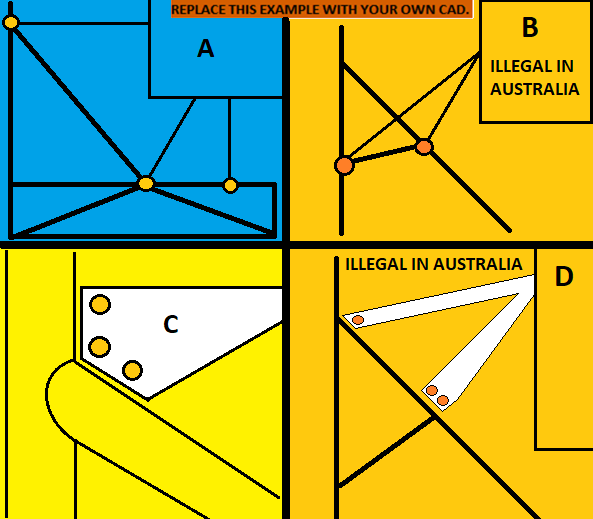 REPLACE THIS EXAMPLE WITH YOUR OWN CAD.
A
B
ILLEGAL IN
AUSTRALIA
C
ILLEGAL IN AUSTRALIA
D